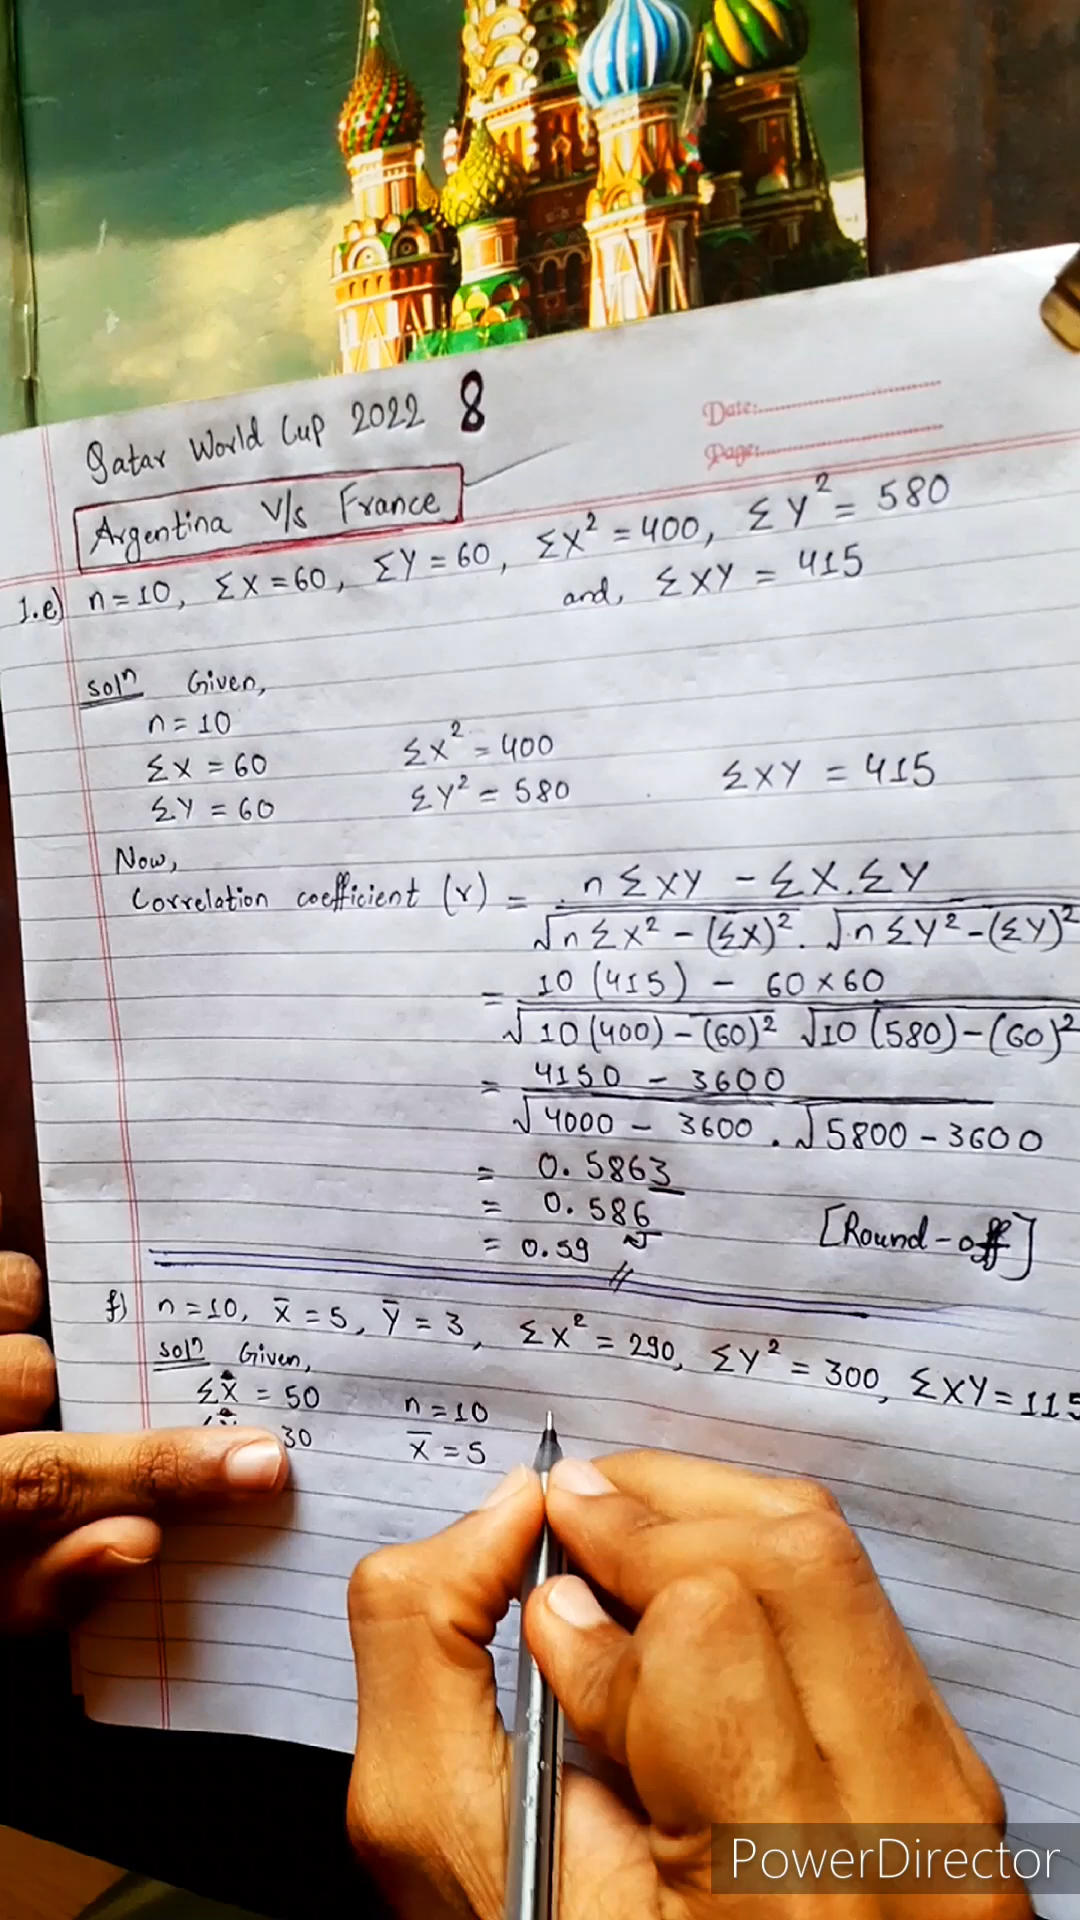 Qatar World Cup 2022 8
Date:
Page:
Argentina V/s France
1.e) n=10, ΣX=60, ΣY=60, ΣX²=400, ΣY²=580
and, ΣXY = 415
Solⁿ Given,
n=10
ΣX = 60 ΣX² = 400 ΣXY = 415
ΣY = 60 ΣY² = 580
Now,
Correlation coefficient (r) = nΣXY - ΣX.ΣY
√nΣX² - (ΣX)² . √nΣY² - (ΣY)²
= 10 (415) - 60×60
√10(400) - (60)² √10 (580) - (60)²
= 4150 - 3600
√4000 - 3600 . √5800 - 3600
= 0.5863
= 0.586 [Round-off]
= 0.59
f) n=10, X̄=5, Ȳ=3, ΣX²=290, ΣY²=300, ΣXY=115
Solⁿ Given,
ΣX = 50 n=10
30 X̄=5
PowerDirector